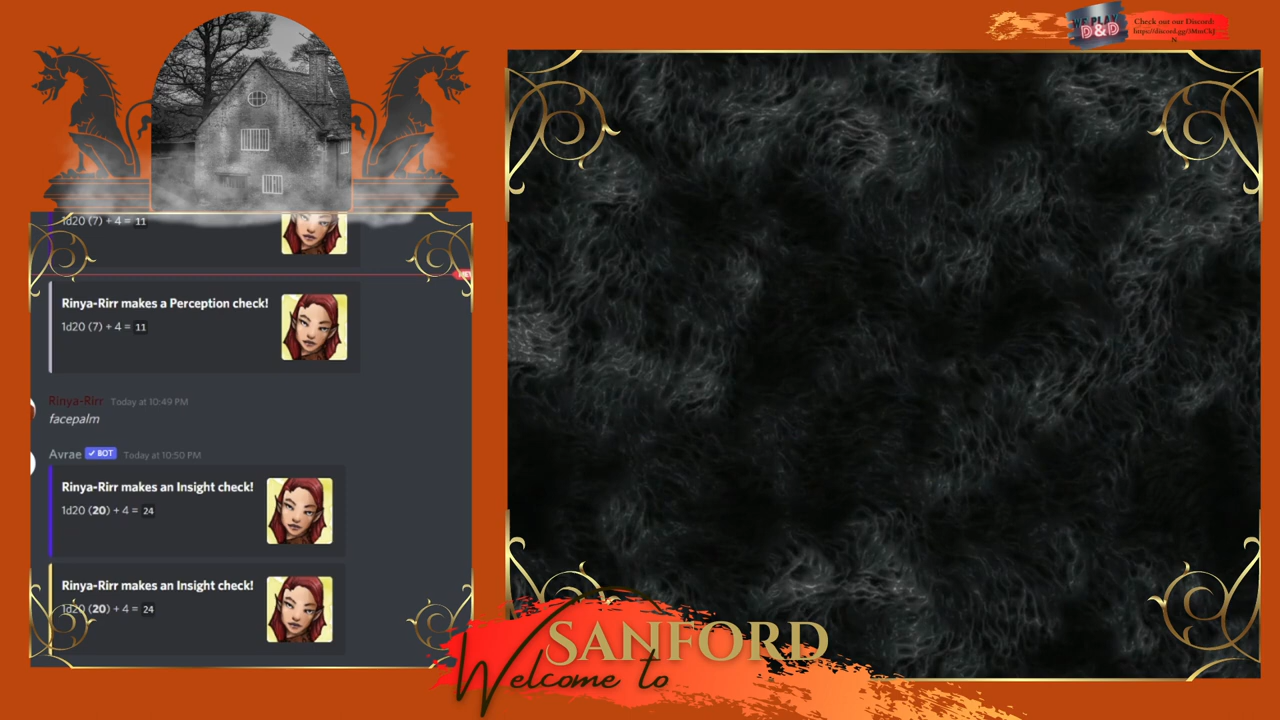 WE PLAY
D&D
Check out our Discord:
1d20 (7) + 4 = 11
Rinya-Rirr makes a Perception check!
1d20 (7) + 4 = 11
Rinya-Rirr Today at 10:49 PM
facepalm
Avrae ✓ BOT Today at 10:50 PM
Rinya-Rirr makes an Insight check!
1d20 (20) + 4 = 24
Rinya-Rirr makes an Insight check!
1d20 (20) + 4 = 24
Welcome to
SANFORD